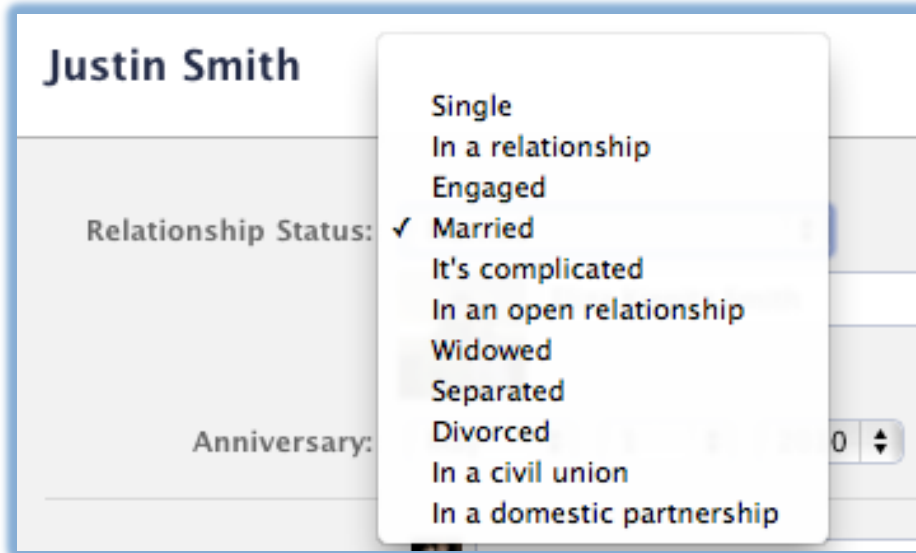 Justin Smith
Single
In a relationship
Engaged
Relationship Status: ✓ Married
It's complicated
In an open relationship
Widowed
Separated
Divorced
Anniversary:
In a civil union
In a domestic partnership